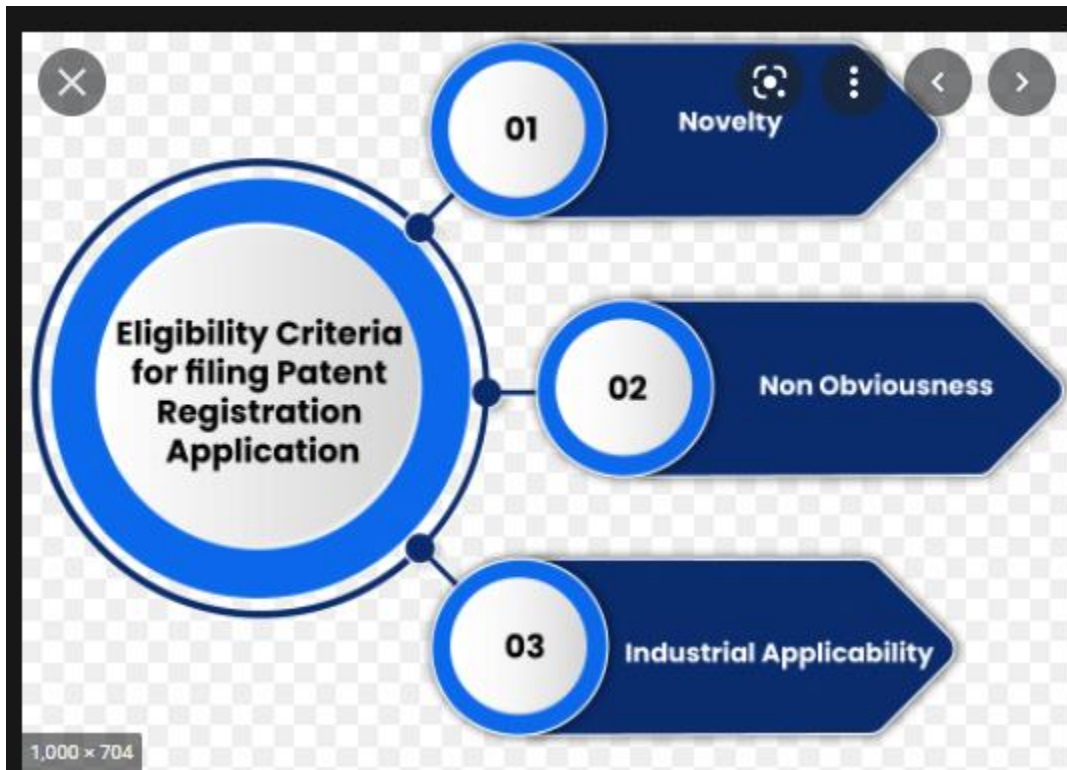 Eligibility Criteria
for filing Patent
Registration
Application
01
Novelty
02
Non Obviousness
03
Industrial Applicability
1,000 × 704